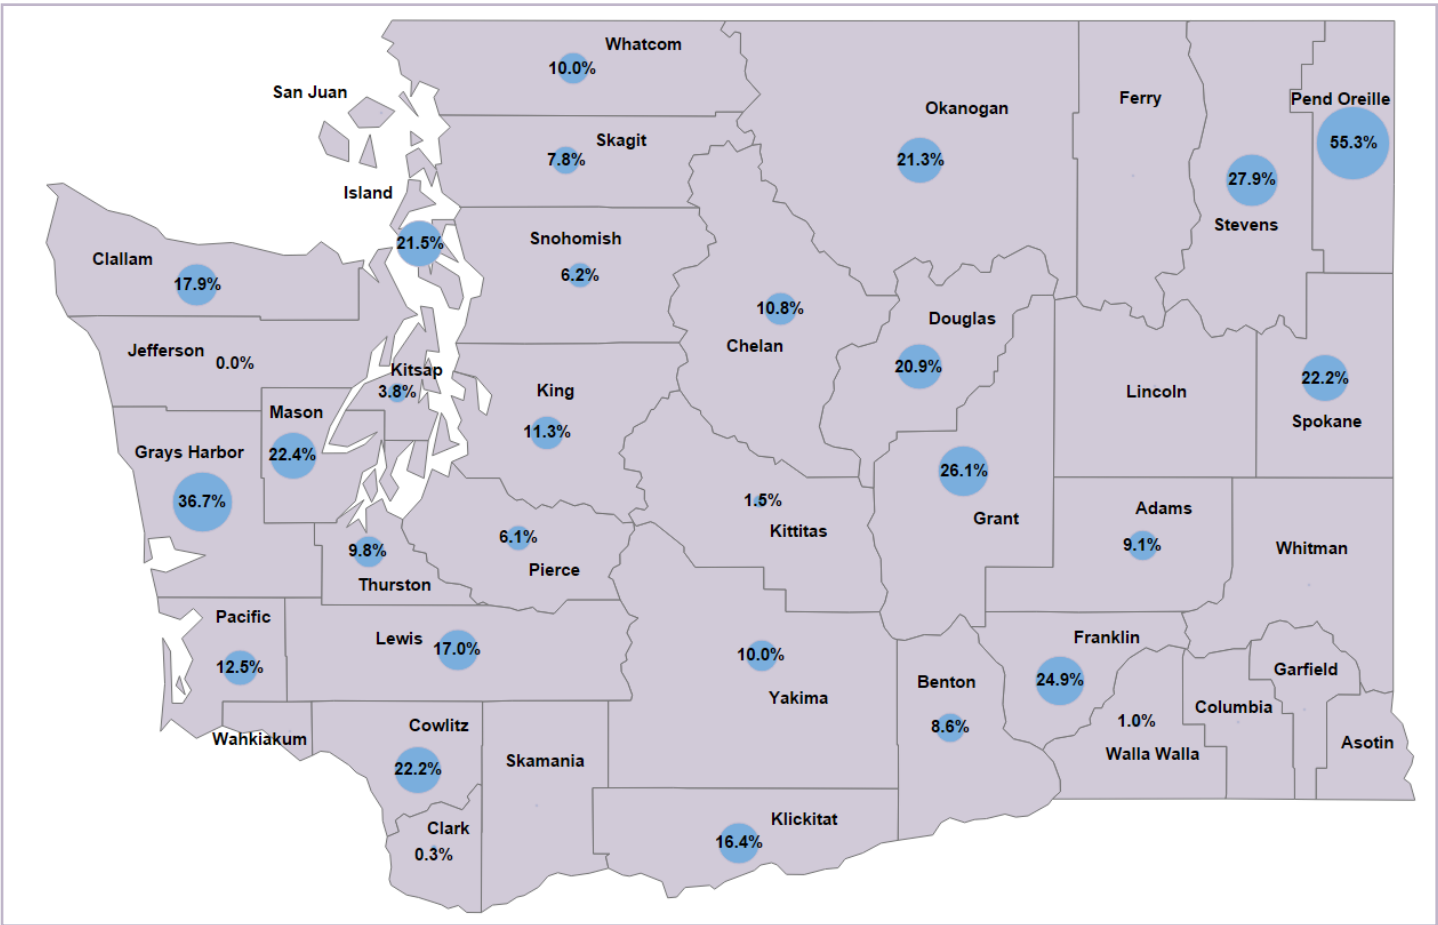 Whatcom
10.0%
San Juan
Skagit
7.8%
Island
21.5%
Okanogan
21.3%
Ferry
Pend Oreille
55.3%
27.9%
Stevens
Clallam
17.9%
Snohomish
6.2%
10.8%
Chelan
Douglas
20.9%
Jefferson
0.0%
Kitsap
3.8%
King
11.3%
Lincoln
22.2%
Spokane
Mason
22.4%
Grays Harbor
36.7%
26.1%
Grant
1.5%
Kittitas
Adams
9.1%
Whitman
9.8%
Thurston
6.1%
Pierce
Pacific
12.5%
Lewis
17.0%
10.0%
Yakima
Benton
8.6%
Franklin
24.9%
1.0%
Walla Walla
Columbia
Garfield
Asotin
Wahkiakum
Cowlitz
22.2%
Skamania
Clark
0.3%
Klickitat
16.4%